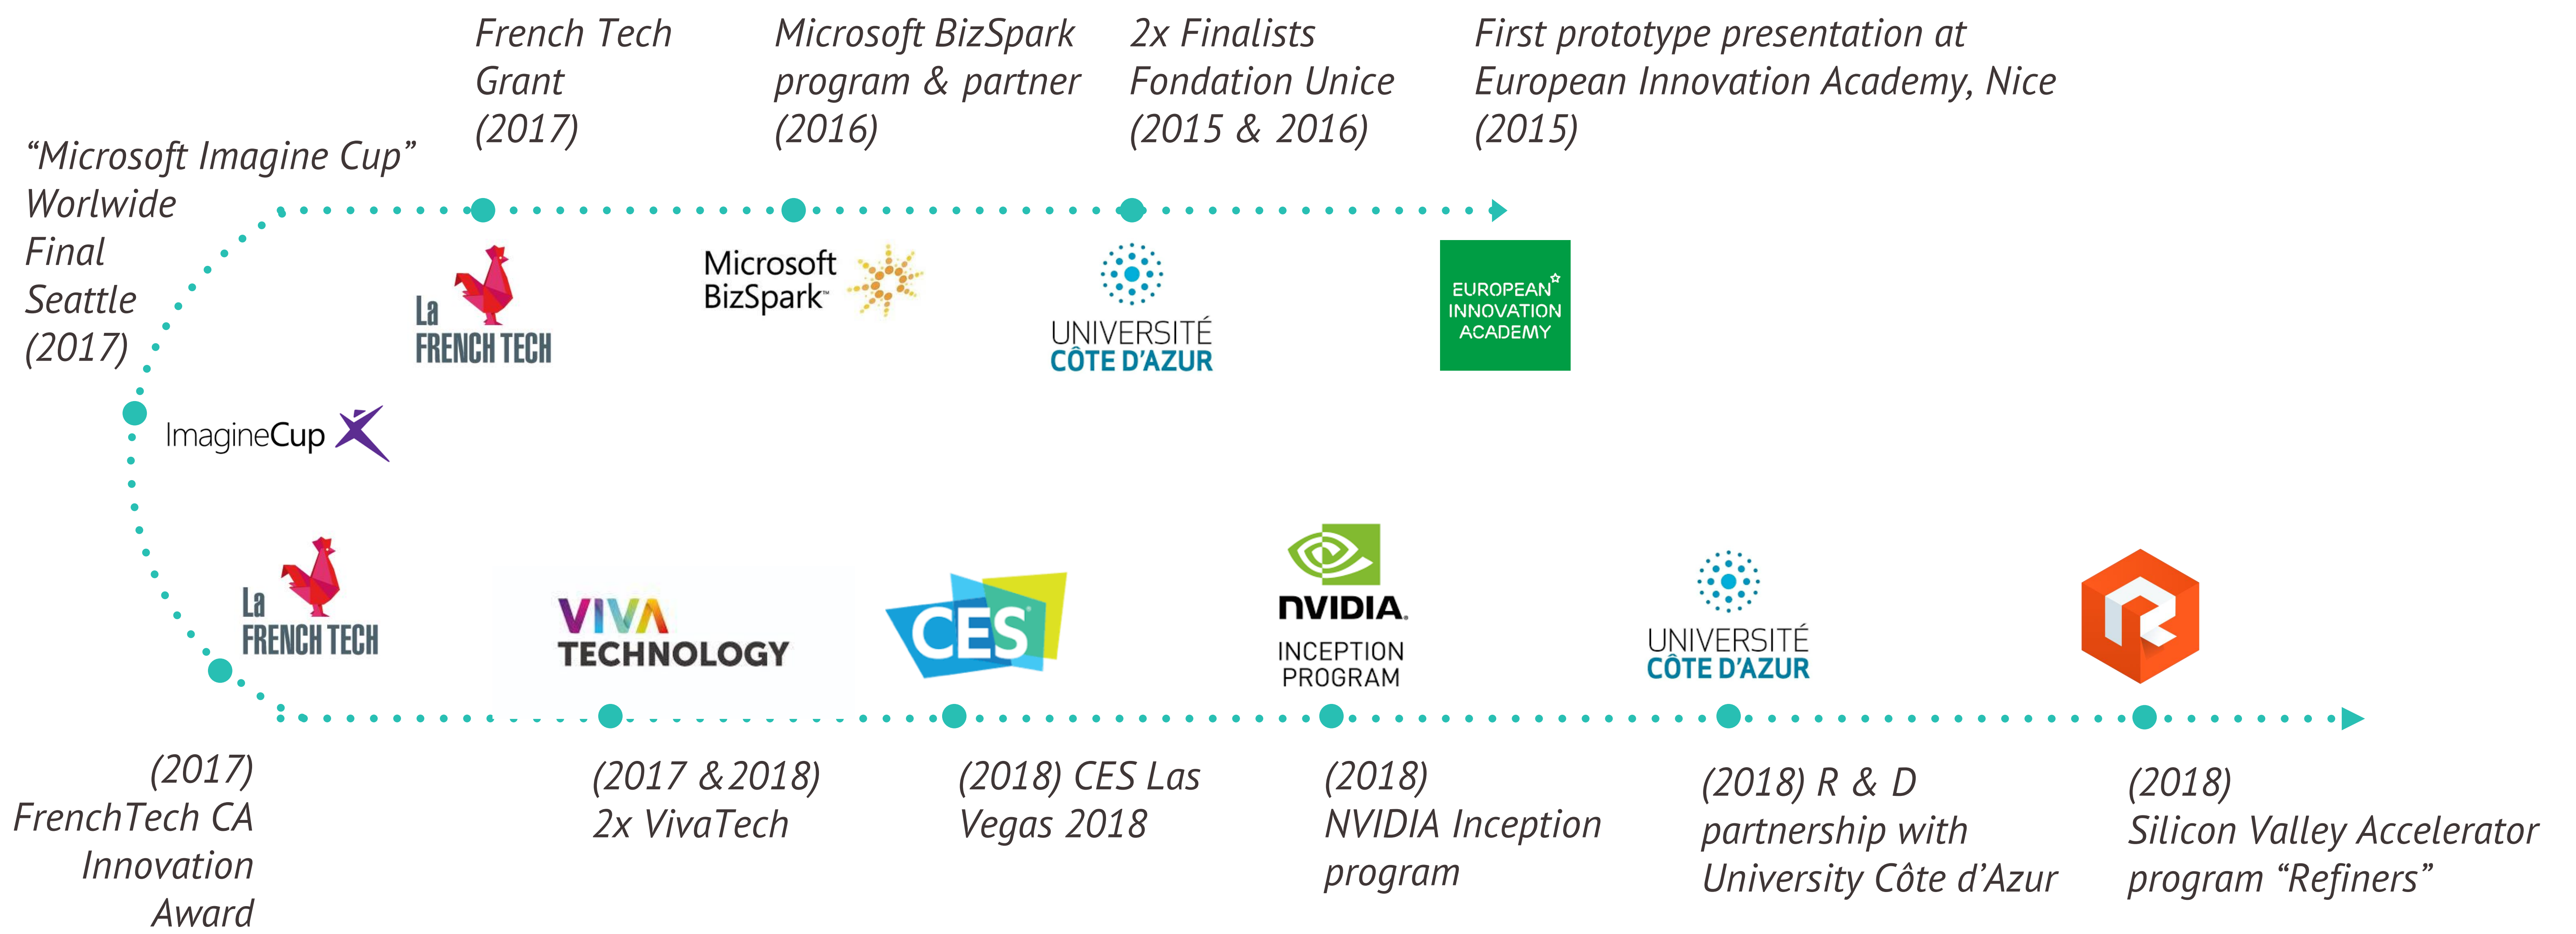 French Tech
Grant
(2017)
Microsoft BizSpark
program & partner
(2016)
2x Finalists
Fondation Unice
(2015 & 2016)
First prototype presentation at
European Innovation Academy, Nice
(2015)
“Microsoft Imagine Cup”
Worlwide
Final
Seattle
(2017)
La
FRENCH TECH
Microsoft
BizSpark™
UNIVERSITÉ
CÔTE D’AZUR
EUROPEAN
INNOVATION
ACADEMY
ImagineCup
La
FRENCH TECH
VIVA
TECHNOLOGY
CES®
nVIDIA.
INCEPTION
PROGRAM
UNIVERSITÉ
CÔTE D’AZUR
R
(2017)
FrenchTech CA
Innovation
Award
(2017 &2018)
2x VivaTech
(2018) CES Las
Vegas 2018
(2018)
NVIDIA Inception
program
(2018) R & D
partnership with
University Côte d’Azur
(2018)
Silicon Valley Accelerator
program “Refiners”